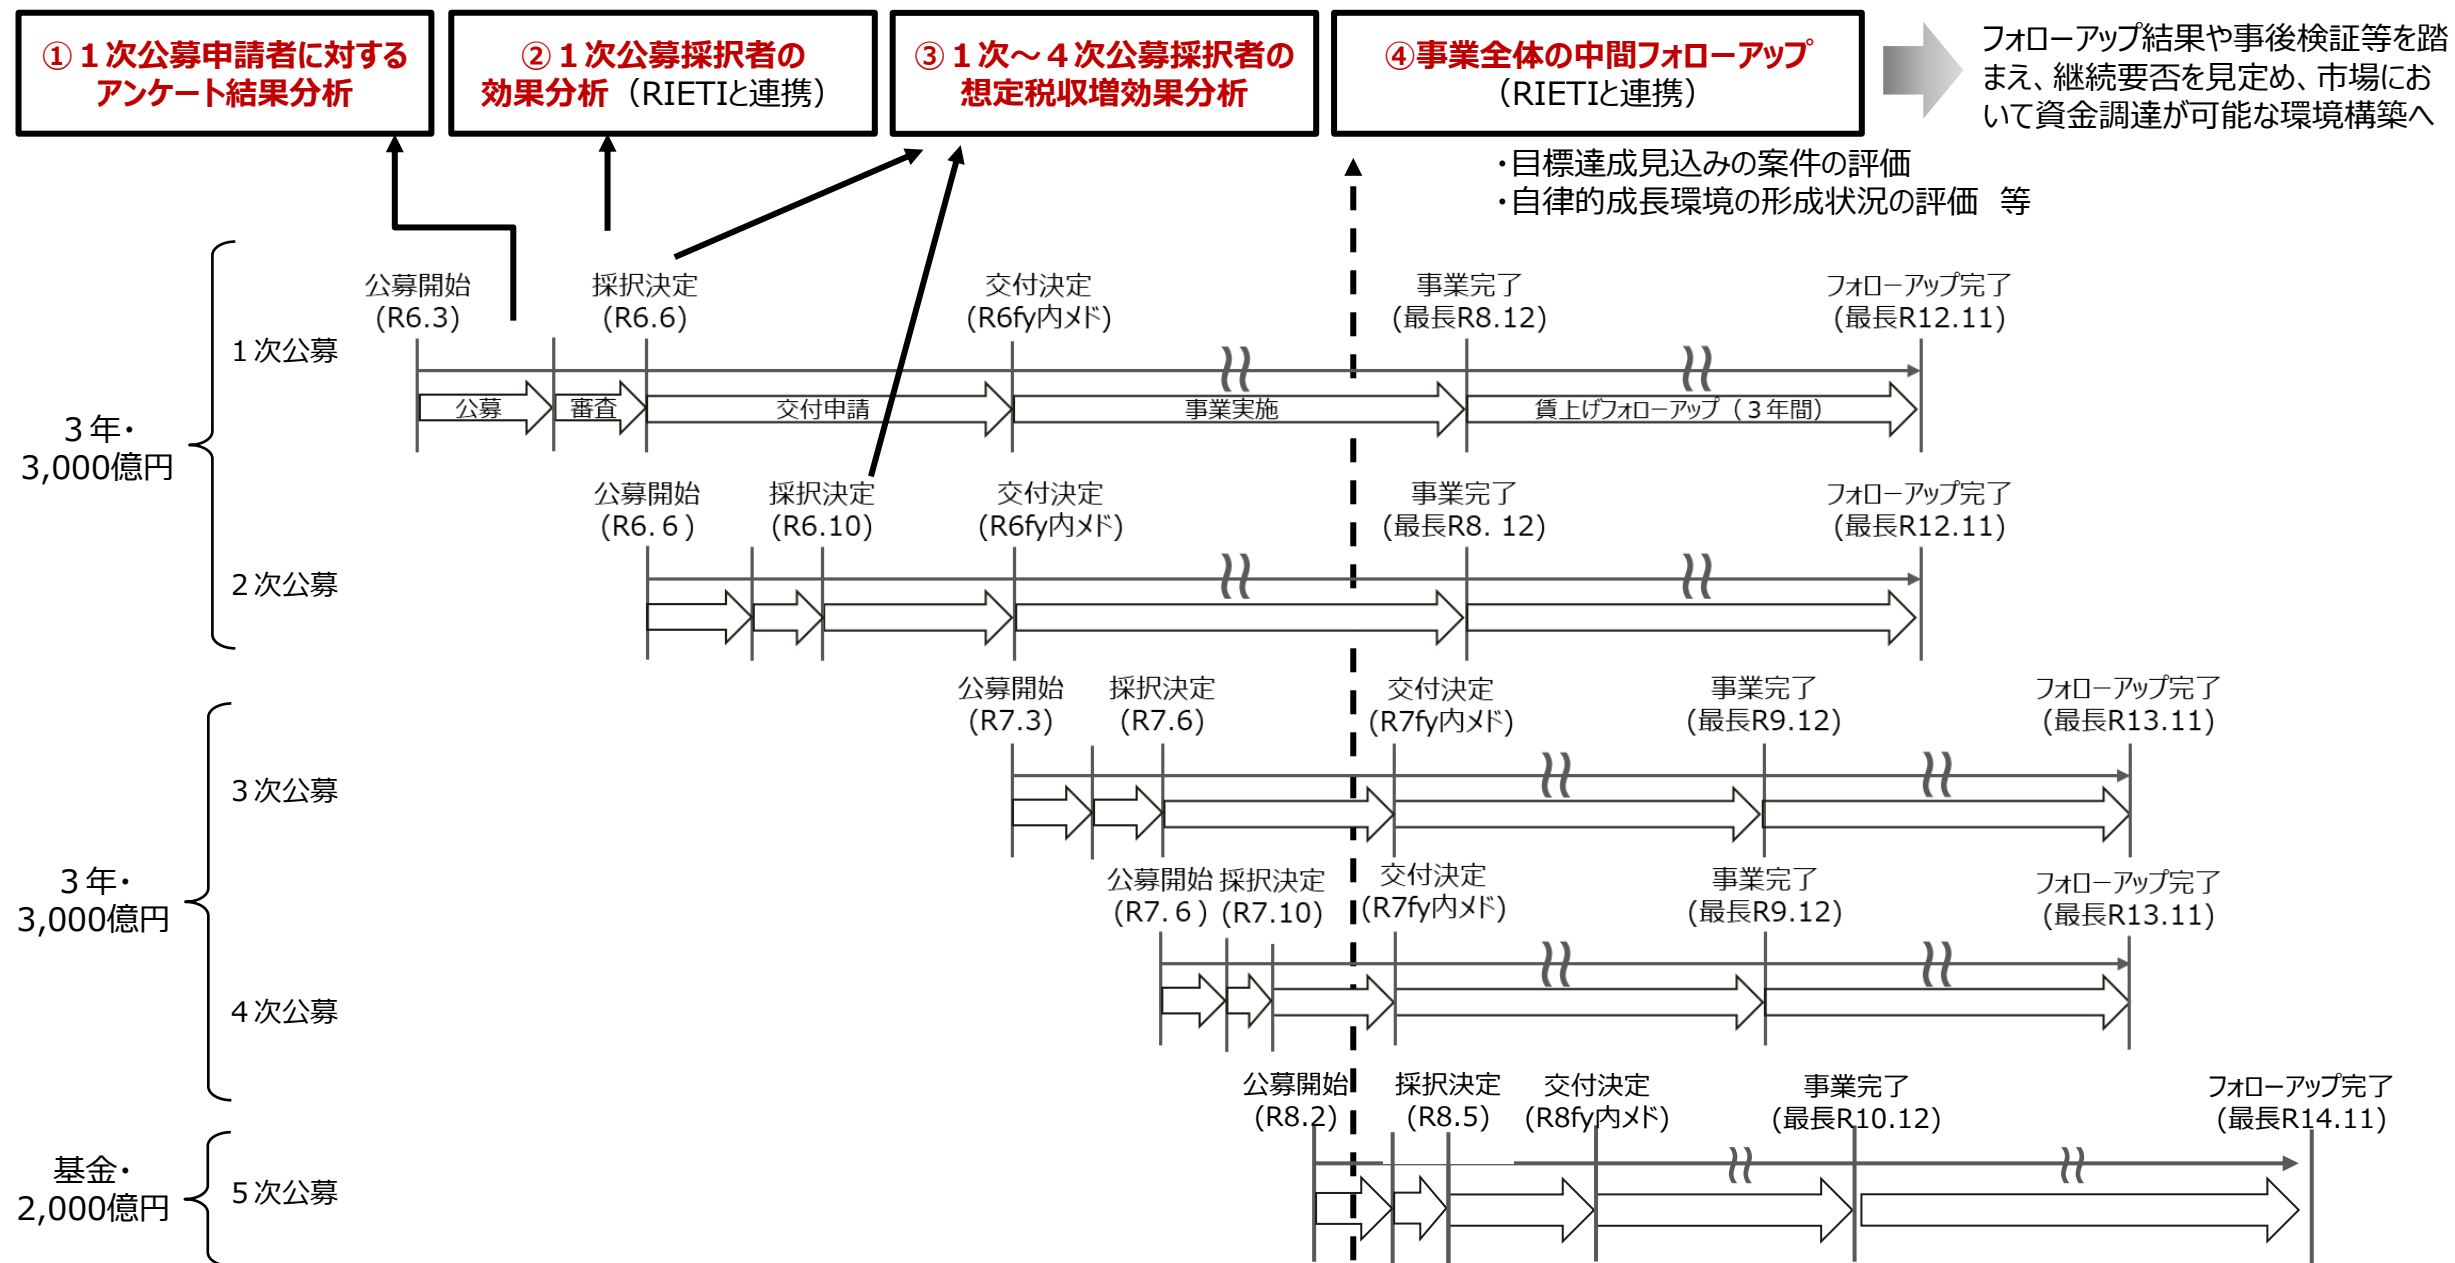 ①１次公募申請者に対する
アンケート結果分析
②１次公募採択者の
効果分析（RIETIと連携）
③１次～４次公募採択者の
想定税収増効果分析
④事業全体の中間フォローアップ
（RIETIと連携）
フォローアップ結果や事後検証等を踏
まえ、継続要否を見定め、市場にお
いて資金調達が可能な環境構築へ
・目標達成見込みの案件の評価
・自律的成長環境の形成状況の評価　等
３年・
3,000億円
１次公募
公募開始
(R6.3)
採択決定
(R6.6)
交付決定
(R6fy内メド)
事業完了
(最長R8.12)
フォローアップ完了
(最長R12.11)
公募
審査
交付申請
事業実施
賃上げフォローアップ（３年間）
２次公募
公募開始
(R6.６)
採択決定
(R6.10)
交付決定
(R6fy内メド)
事業完了
(最長R8. 12)
フォローアップ完了
(最長R12.11)
３年・
3,000億円
３次公募
公募開始
(R7.3)
採択決定
(R7.6)
交付決定
(R7fy内メド)
事業完了
(最長R9.12)
フォローアップ完了
(最長R13.11)
４次公募
公募開始
(R7.６)
採択決定
(R7.10)
交付決定
(R7fy内メド)
事業完了
(最長R9.12)
フォローアップ完了
(最長R13.11)
基金・
2,000億円
５次公募
公募開始
(R8.2)
採択決定
(R8.5)
交付決定
(R8fy内メド)
事業完了
(最長R10.12)
フォローアップ完了
(最長R14.11)